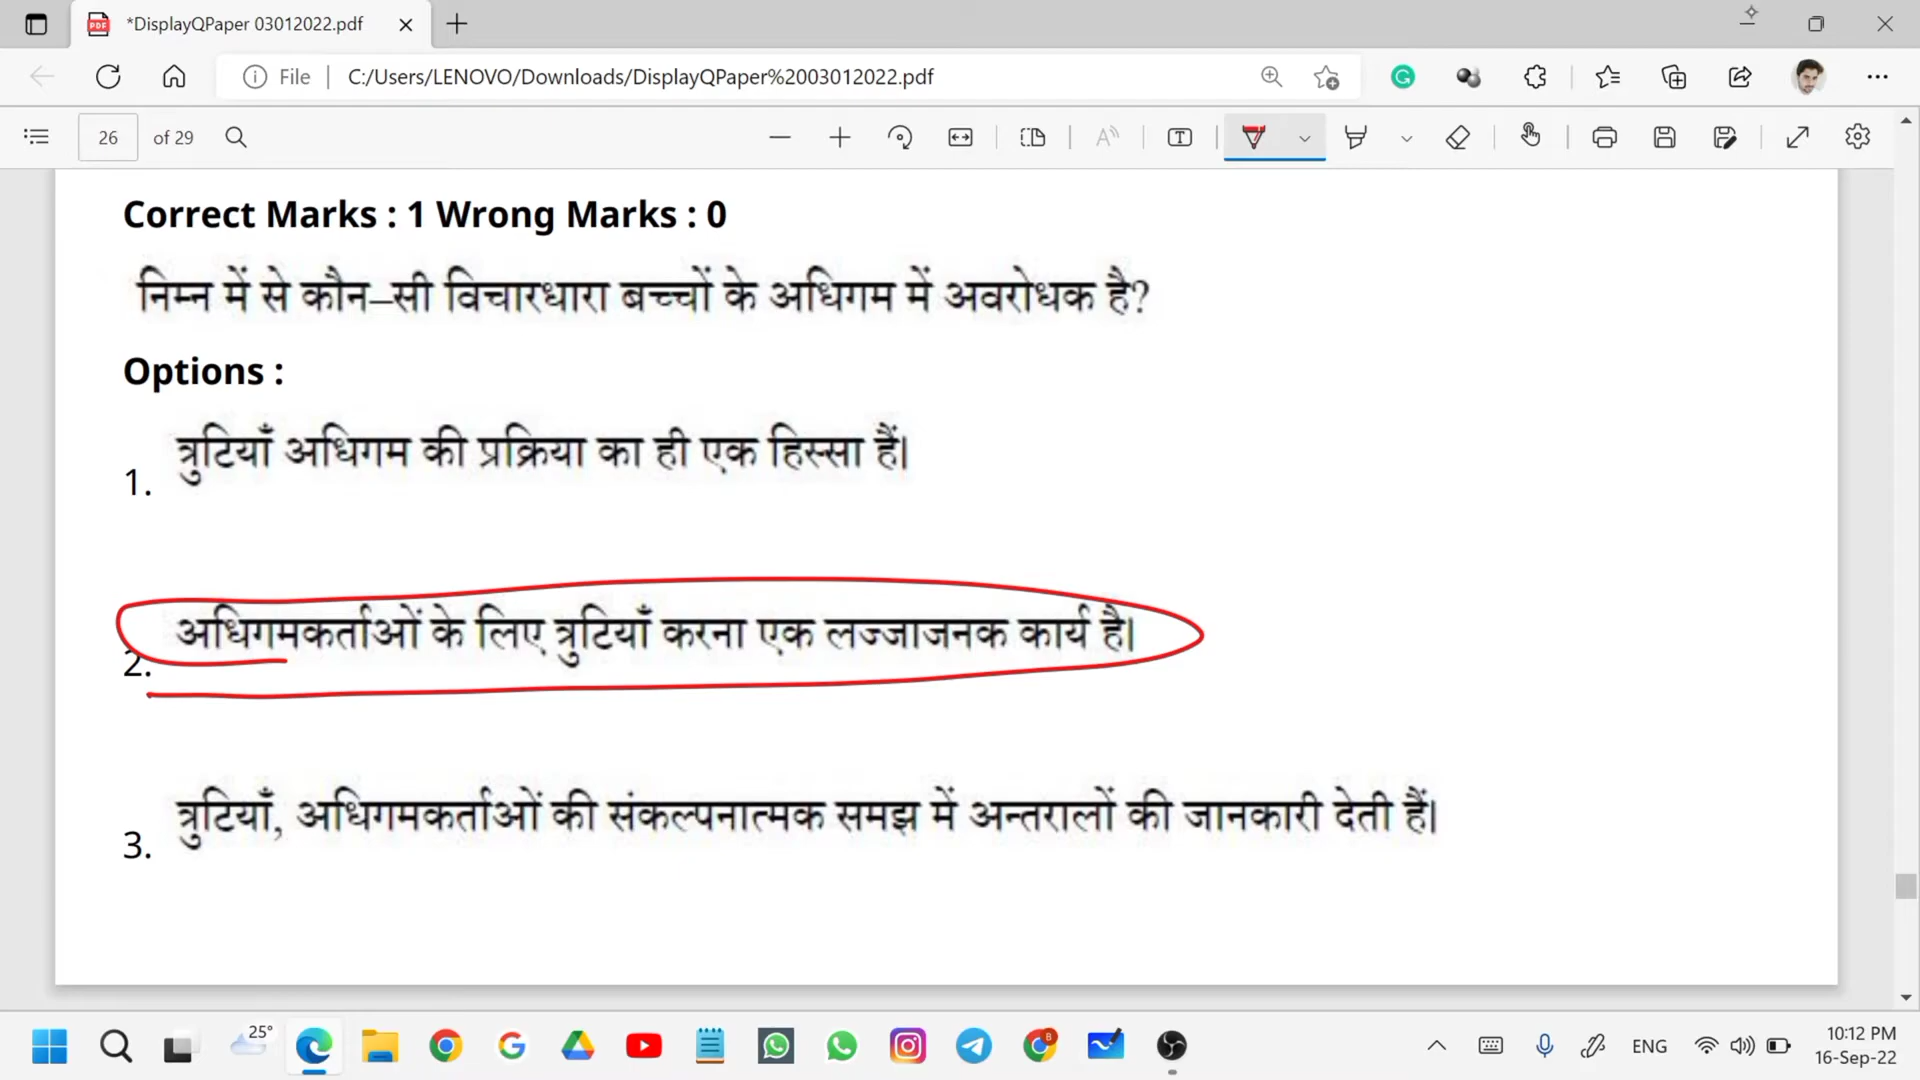 *DisplayQPaper 03012022.pdf
File
C:/Users/LENOVO/Downloads/DisplayQPaper%2003012022.pdf
26 of 29
Correct Marks : 1 Wrong Marks : 0
निम्न में से कौन–सी विचारधारा बच्चों के अधिगम में अवरोधक है?
Options :
1. त्रुटियाँ अधिगम की प्रक्रिया का ही एक हिस्सा हैं।
2. अधिगमकर्ताओं के लिए त्रुटियाँ करना एक लज्जाजनक कार्य है।
3. त्रुटियाँ, अधिगमकर्ताओं की संकल्पनात्मक समझ में अन्तरालों की जानकारी देती हैं।
25°
ENG
10:12 PM
16-Sep-22